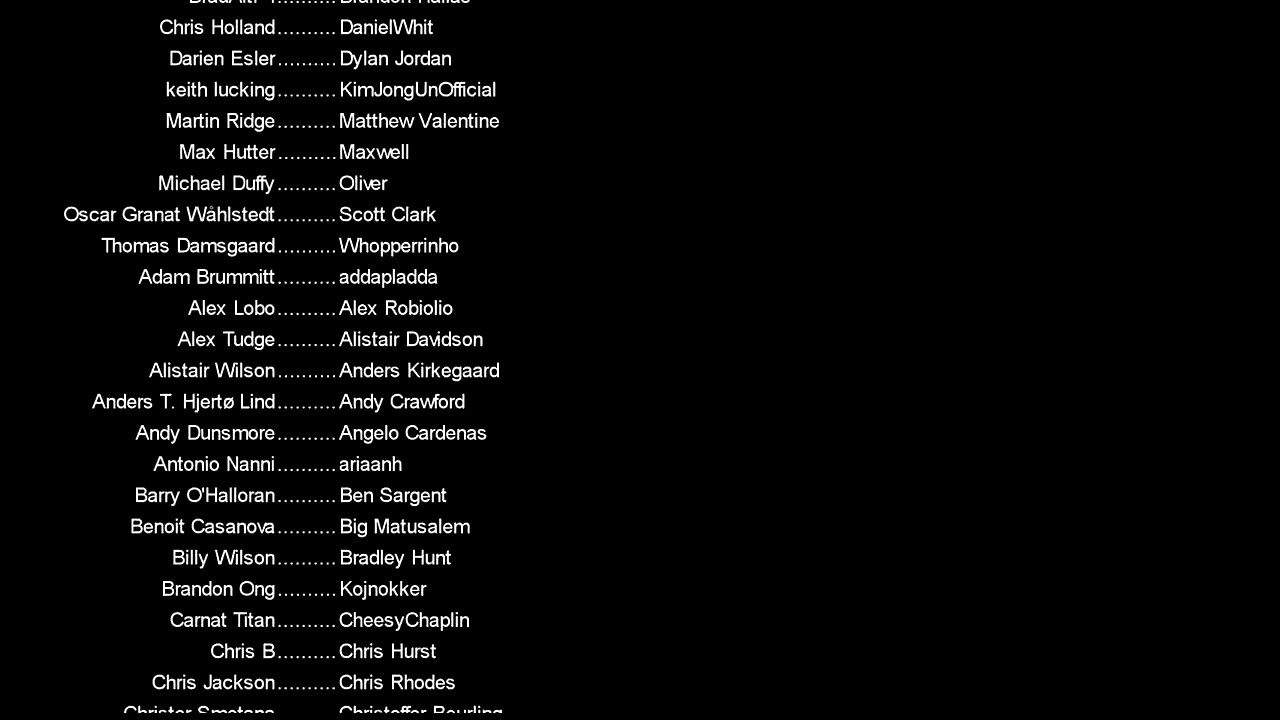 Chris Holland..........DanielWhit
Darien Esler..........Dylan Jordan
keith lucking..........KimJongUnOfficial
Martin Ridge..........Matthew Valentine
Max Hutter..........Maxwell
Michael Duffy..........Oliver
Oscar Granat Wåhlstedt..........Scott Clark
Thomas Damsgaard..........Whopperrinho
Adam Brummitt..........addapladda
Alex Lobo..........Alex Robiolio
Alex Tudge..........Alistair Davidson
Alistair Wilson..........Anders Kirkegaard
Anders T. Hjertø Lind..........Andy Crawford
Andy Dunsmore..........Angelo Cardenas
Antonio Nanni..........ariaanh
Barry O'Halloran..........Ben Sargent
Benoit Casanova..........Big Matusalem
Billy Wilson..........Bradley Hunt
Brandon Ong..........Kojnokker
Carnat Titan..........CheesyChaplin
Chris B..........Chris Hurst
Chris Jackson..........Chris Rhodes